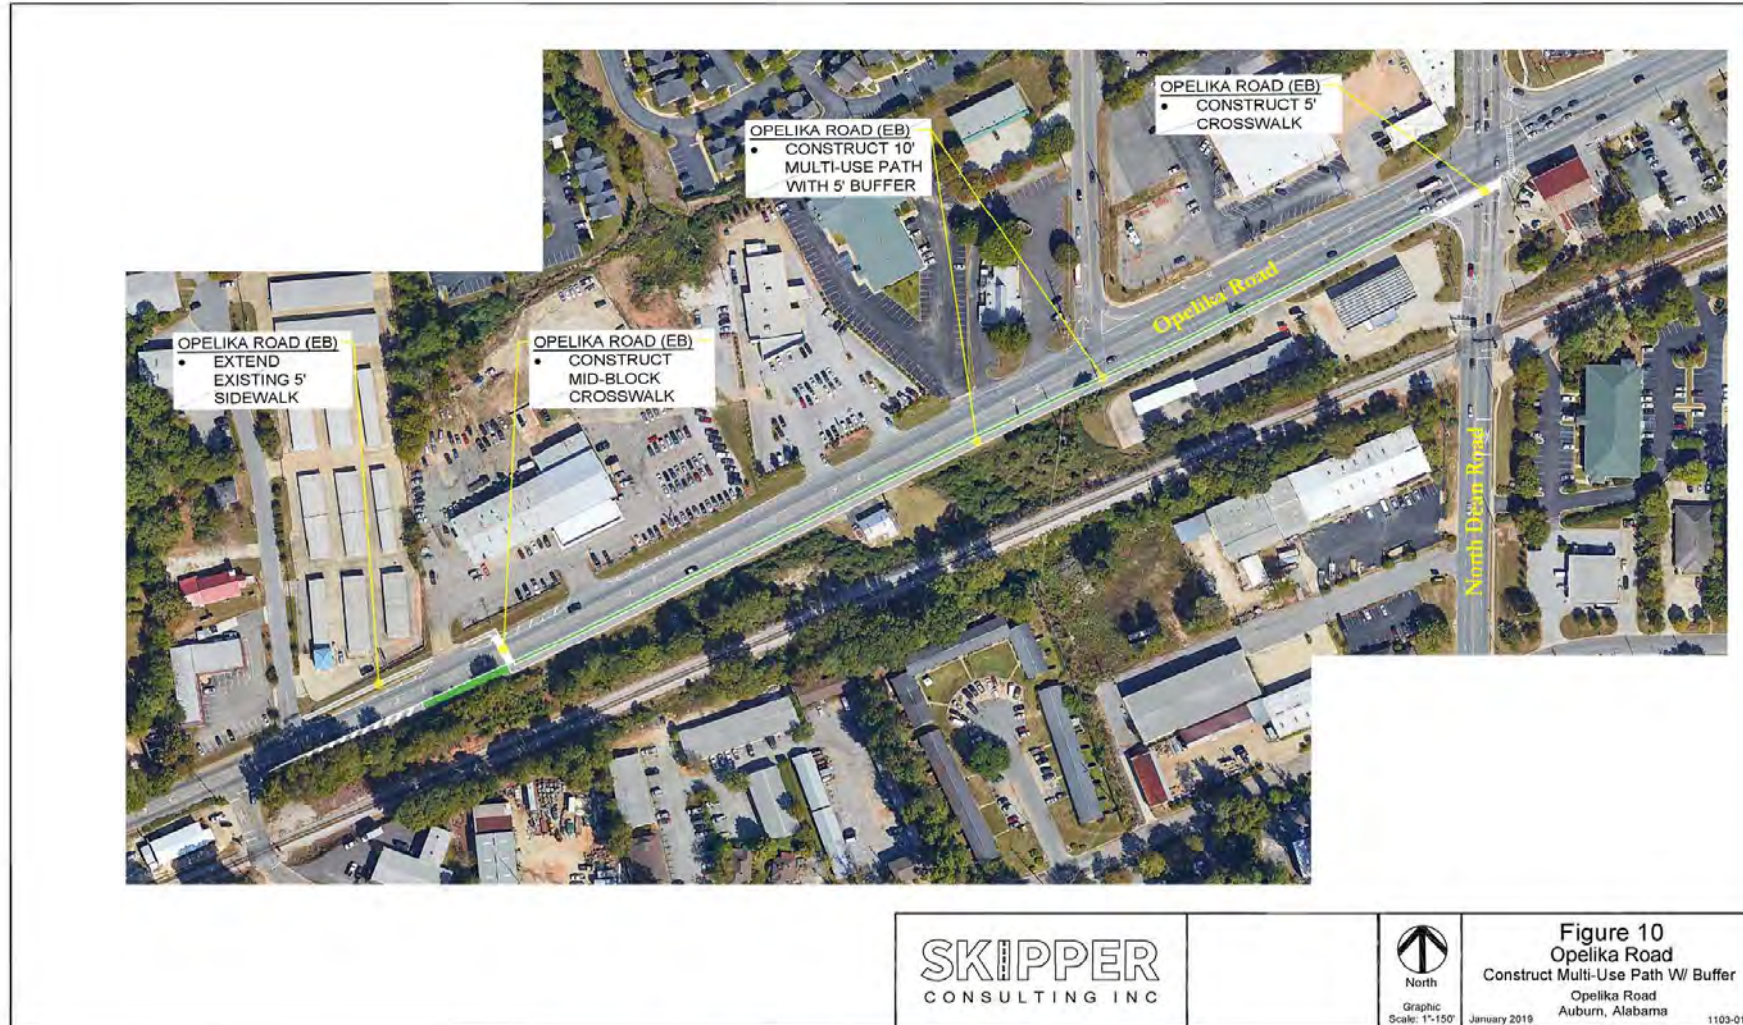 OPELIKA ROAD (EB)
• CONSTRUCT 5'
CROSSWALK
OPELIKA ROAD (EB)
• CONSTRUCT 10'
MULTI-USE PATH
WITH 5' BUFFER
Opelika Road
OPELIKA ROAD (EB)
• EXTEND
EXISTING 5'
SIDEWALK
OPELIKA ROAD (EB)
• CONSTRUCT
MID-BLOCK
CROSSWALK
North Dean Road
SKIPPER
CONSULTING INC
North
Graphic
Scale: 1"-150'
Figure 10
Opelika Road
Construct Multi-Use Path W/ Buffer
Opelika Road
Auburn, Alabama
January 2019
1103-01